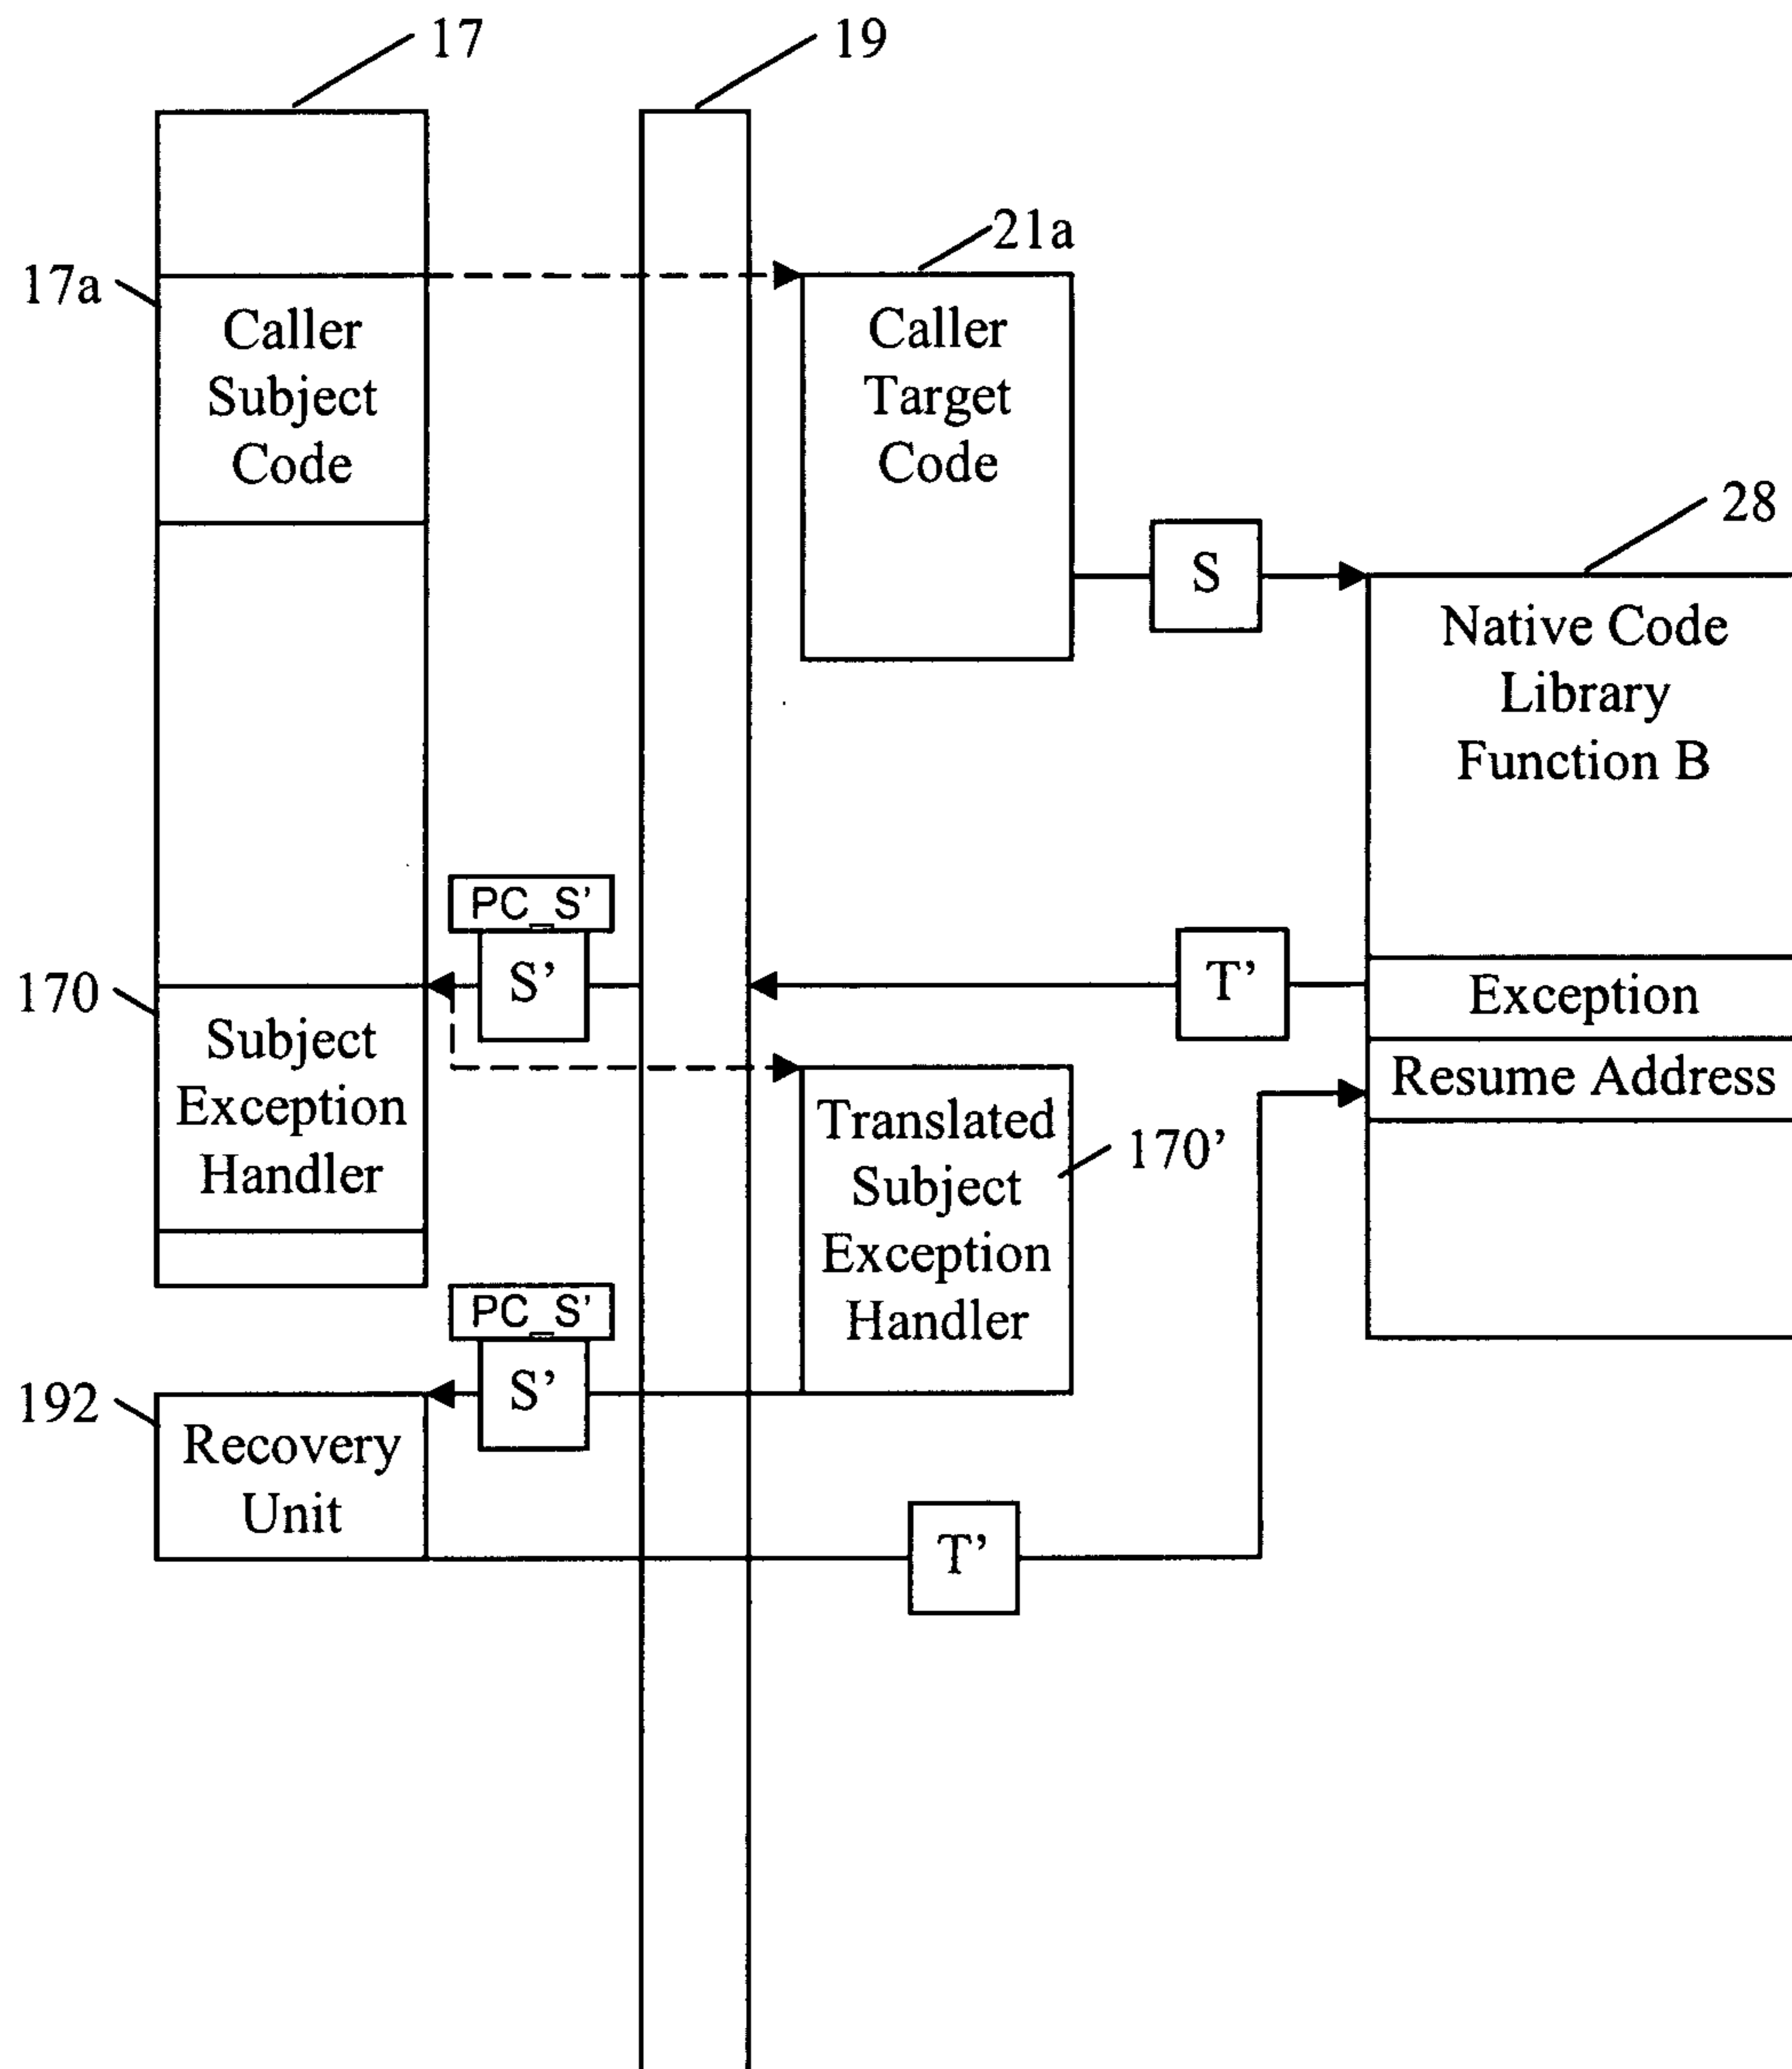 17
19
17a
21a
Caller
Subject
Code
Caller
Target
Code
28
S
Native Code
Library
Function B
PC_S’
170
S’
T’
Exception
Subject
Exception
Handler
Resume Address
Translated
Subject
Exception
Handler
170’
PC_S’
192
S’
Recovery
Unit
T’